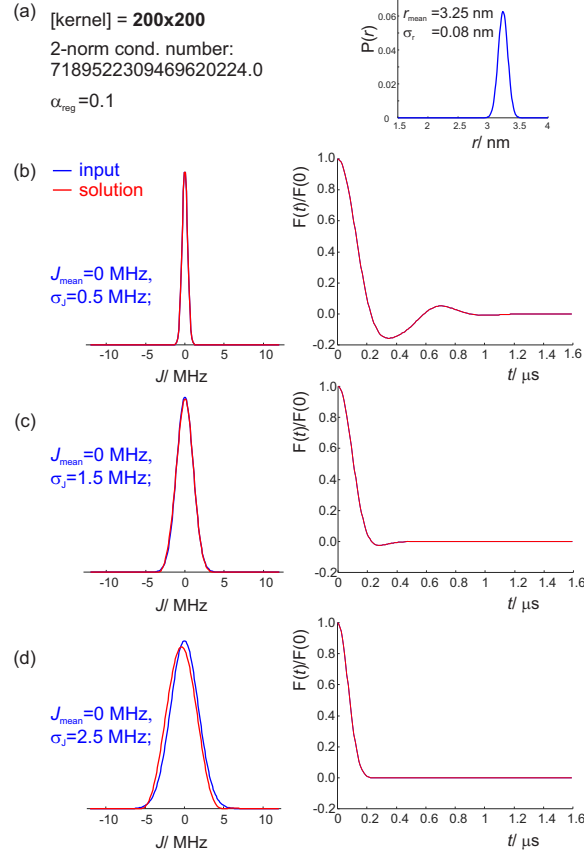 (a)
[kernel] = 200x200
2-norm cond. number:
7189522309469620224.0
αreg =0.1
P(r)
0.06
0.04
0.02
0
rmean =3.25 nm
σr =0.08 nm
1.5 2 2.5 3 3.5 4
r/ nm
(b)
input
solution
Jmean=0 MHz,
σJ=0.5 MHz;
-10 -5 0 5 10
J/ MHz
F(t)/F(0)
1.0
0.8
0.6
0.4
0.2
0.0
-0.2
0 0.2 0.4 0.6 0.8 1 1.2 1.4 1.6
t/ μs
(c)
Jmean=0 MHz,
σJ=1.5 MHz;
-10 -5 0 5 10
J/ MHz
F(t)/F(0)
1.0
0.8
0.6
0.4
0.2
0.0
-0.2
0 0.2 0.4 0.6 0.8 1 1.2 1.4 1.6
t/ μs
(d)
Jmean=0 MHz,
σJ=2.5 MHz;
-10 -5 0 5 10
J/ MHz
F(t)/F(0)
1.0
0.8
0.6
0.4
0.2
0.0
-0.2
0 0.2 0.4 0.6 0.8 1 1.2 1.4 1.6
t/ μs